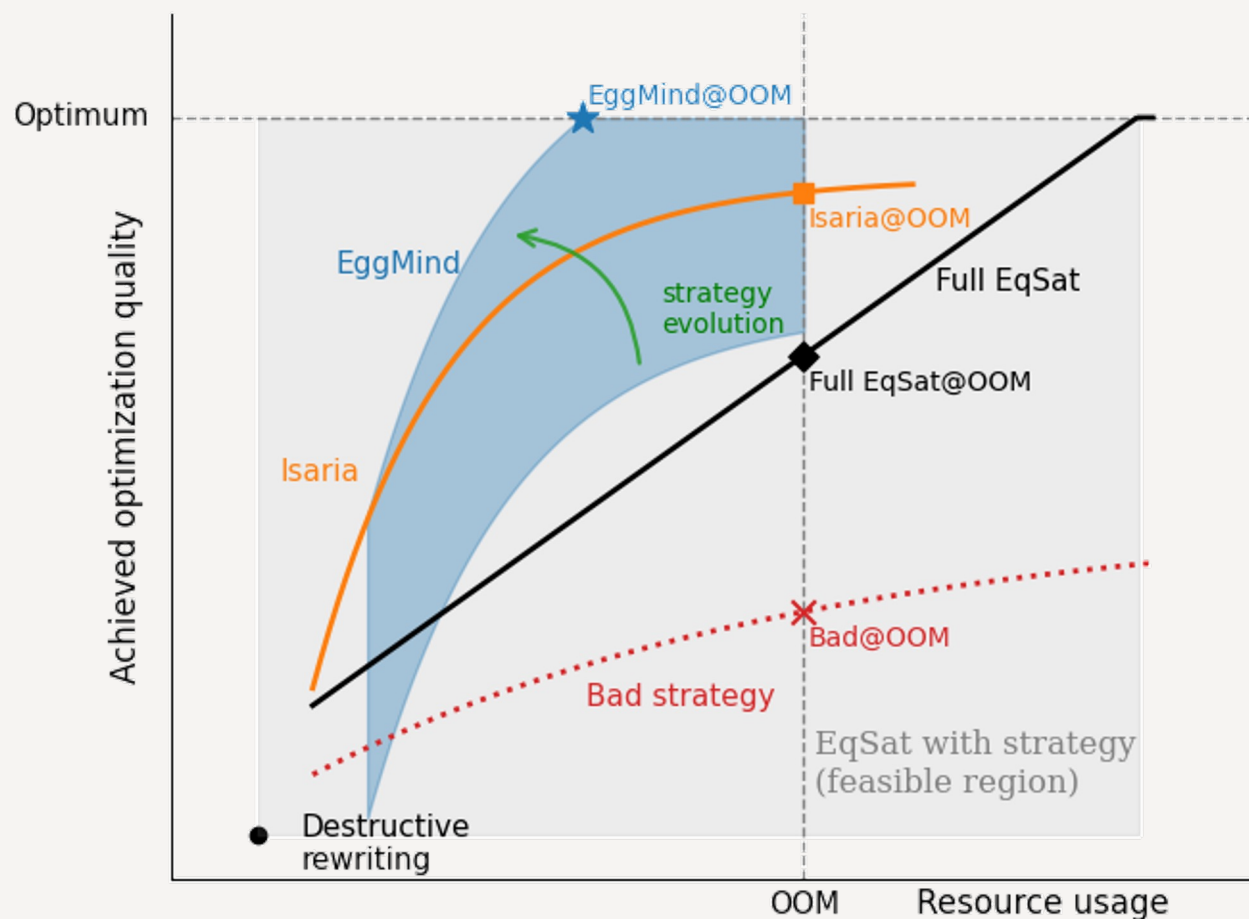 EggMind@OOM
Optimum
Isaria@OOM
EggMind
Full EqSat
strategy
evolution
Full EqSat@OOM
Achieved optimization quality
Isaria
Bad@OOM
Bad strategy
EqSat with strategy
(feasible region)
Destructive
rewriting
OOM
Resource usage